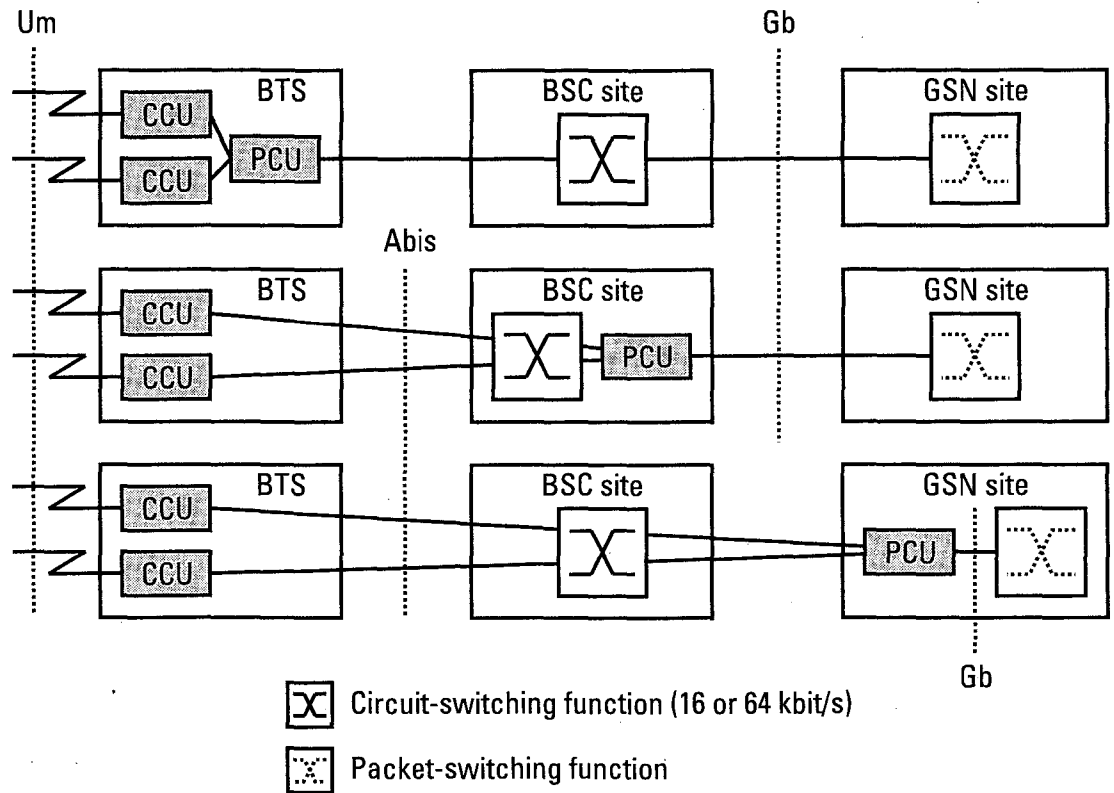 Um
Gb
BTS
BSC site
GSN site
CCU
PCU
CCU
Abis
BTS
BSC site
GSN site
CCU
PCU
CCU
BTS
BSC site
GSN site
CCU
PCU
CCU
Gb
Circuit-switching function (16 or 64 kbit/s)
Packet-switching function